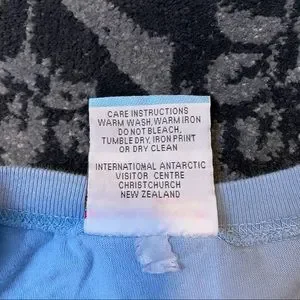 CARE INSTRUCTIONS
WARM WASH, WARM IRON
DO NOT BLEACH,
TUMBLE DRY, IRON PRINT
OR DRY CLEAN
INTERNATIONAL ANTARCTIC
VISITOR CENTRE
CHRISTCHURCH
NEW ZEALAND